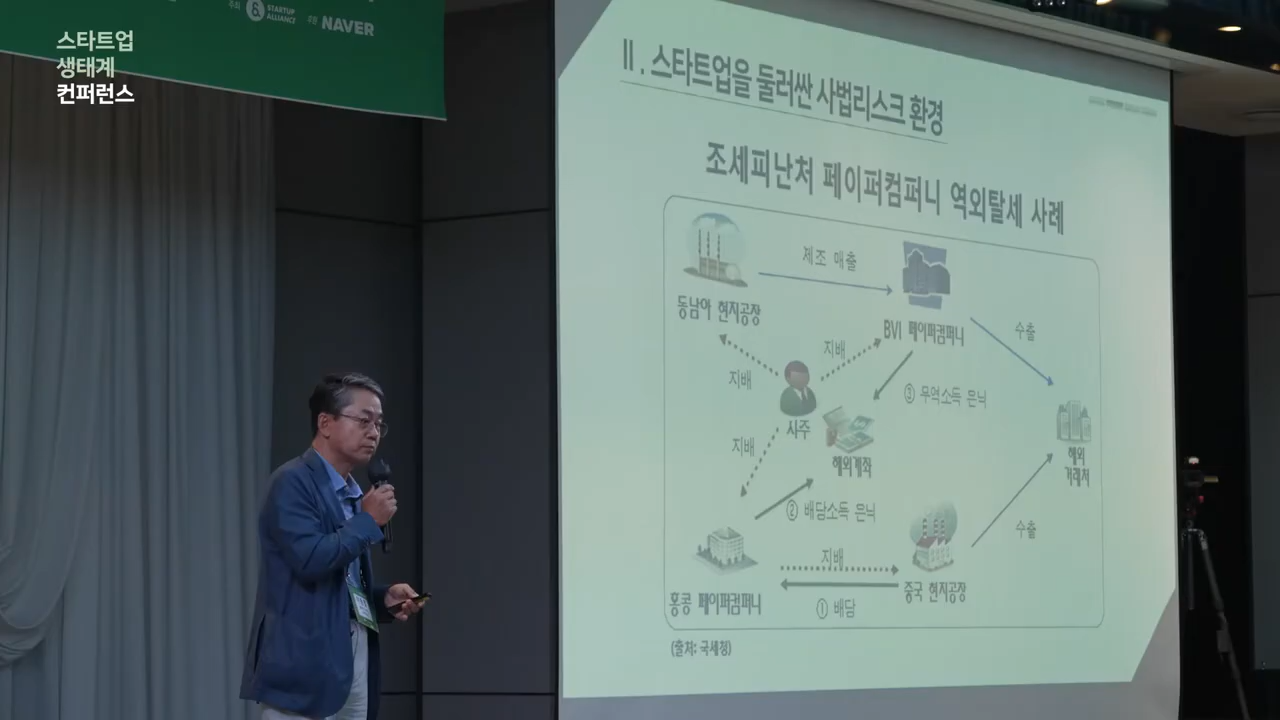 주최 & STARTUP ALLIANCE 후원 NAVER
스타트업
생태계
컨퍼런스
Ⅱ. 스타트업을 둘러싼 사법리스크 환경
조세피난처 페이퍼컴퍼니 역외탈세 사례
제조 매출
동남아 현지공장
BVI 페이퍼컴퍼니
수출
지배
지배
③ 무역소득 은닉
사주
지배
해외계좌
해외
거래처
② 배당소득 은닉
수출
지배
홍콩 페이퍼컴퍼니
① 배당
중국 현지공장
(출처: 국세청)